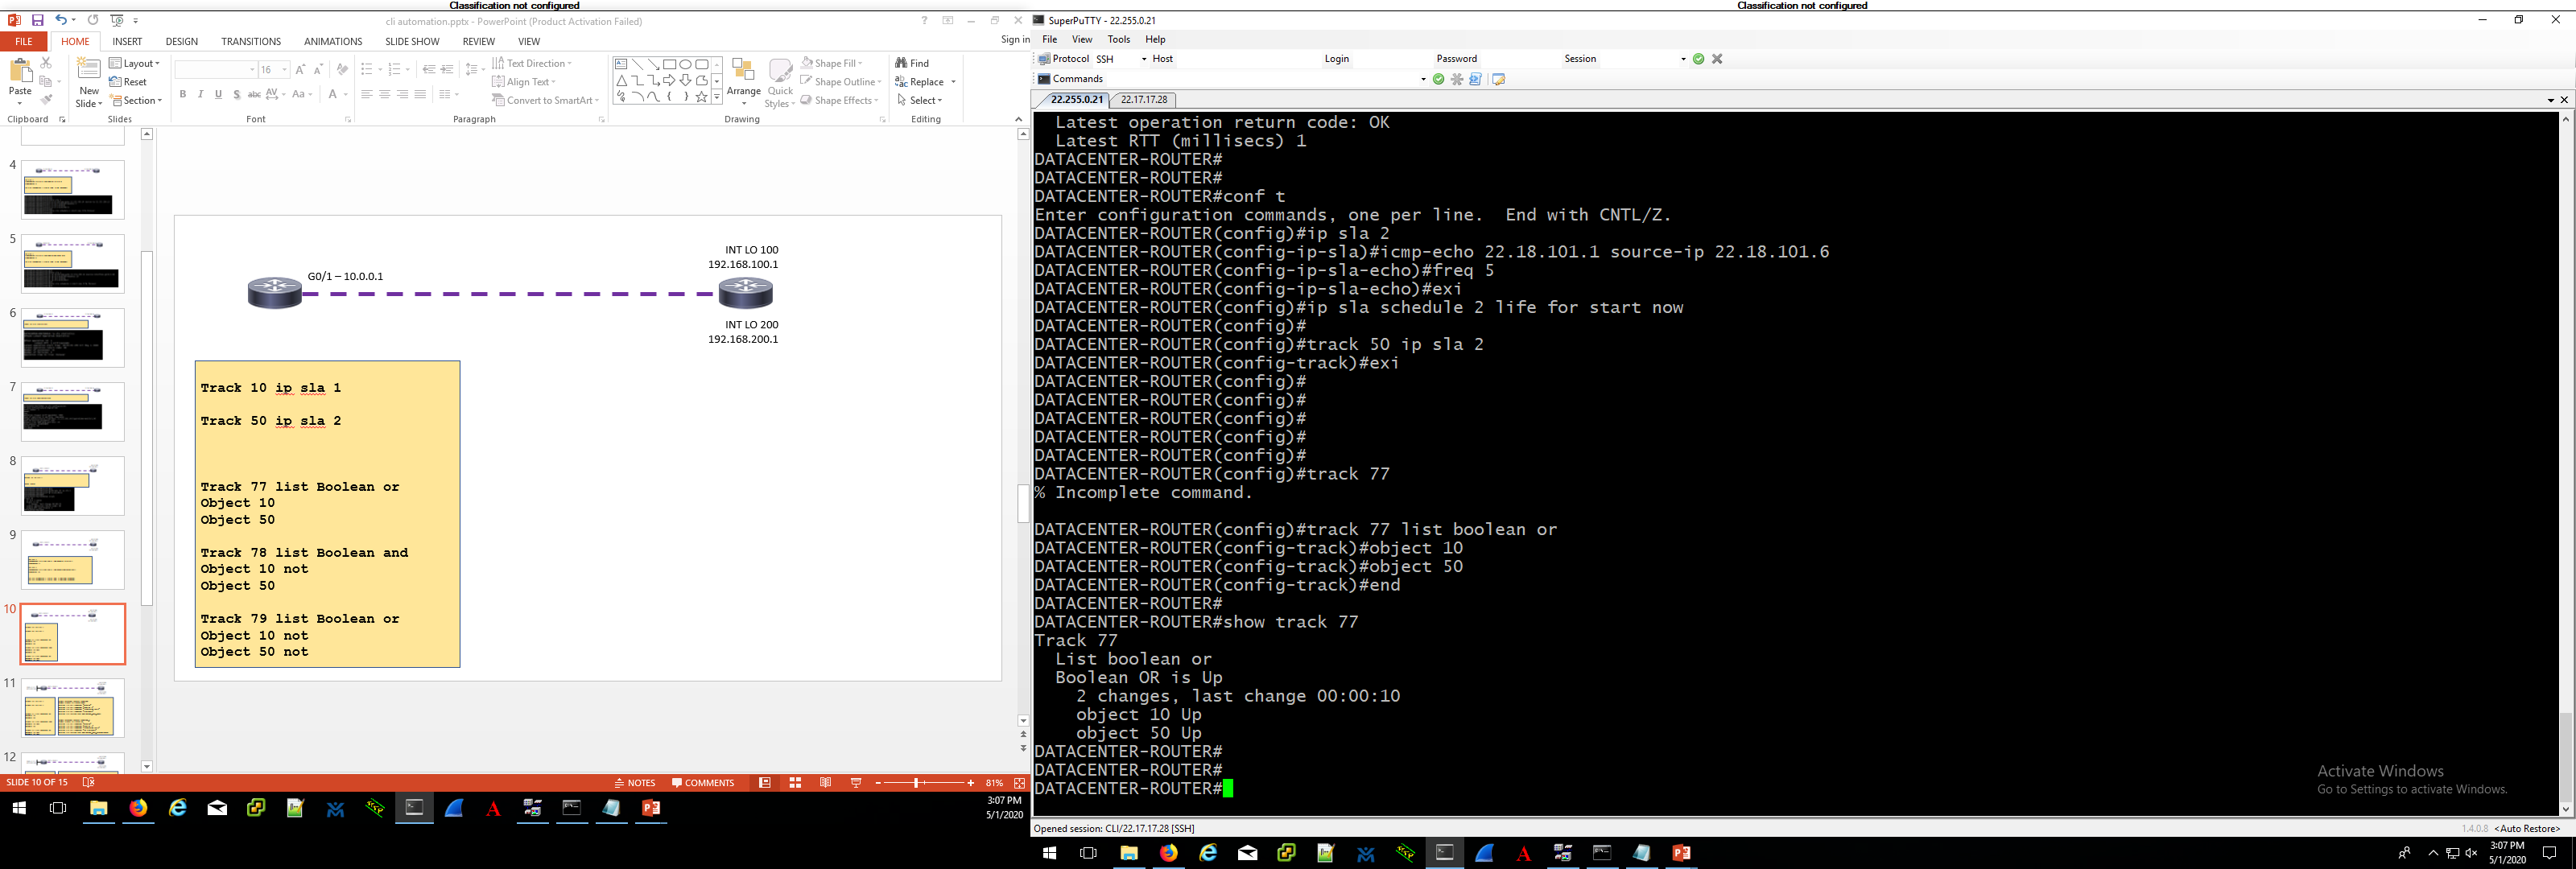 Classification not configured
cli automation.pptx - PowerPoint (Product Activation Failed)
FILE HOME INSERT DESIGN TRANSITIONS ANIMATIONS SLIDE SHOW REVIEW VIEW Sign in
Paste
New Slide
Layout
Reset
Section
16
Text Direction
Align Text
Convert to SmartArt
Arrange
Quick Styles
Shape Fill
Shape Outline
Shape Effects
Find
Replace
Select
Clipboard Slides Font Paragraph Drawing Editing
4
5
6
7
8
9
10
11
12
INT LO 100
192.168.100.1
G0/1 – 10.0.0.1
INT LO 200
192.168.200.1
Track 10 ip sla 1
Track 50 ip sla 2
Track 77 list Boolean or
Object 10
Object 50
Track 78 list Boolean and
Object 10 not
Object 50
Track 79 list Boolean or
Object 10 not
Object 50 not
SLIDE 10 OF 15 NOTES COMMENTS 81%
3:07 PM
5/1/2020
Classification not configured
SuperPuTTY - 22.255.0.21
File View Tools Help
Protocol SSH Host Login Password Session
Commands
22.255.0.21 22.17.17.28
Latest operation return code: OK
Latest RTT (millisecs) 1
DATACENTER-ROUTER#
DATACENTER-ROUTER#
DATACENTER-ROUTER#conf t
Enter configuration commands, one per line.  End with CNTL/Z.
DATACENTER-ROUTER(config)#ip sla 2
DATACENTER-ROUTER(config-ip-sla)#icmp-echo 22.18.101.1 source-ip 22.18.101.6
DATACENTER-ROUTER(config-ip-sla-echo)#freq 5
DATACENTER-ROUTER(config-ip-sla-echo)#exi
DATACENTER-ROUTER(config)#ip sla schedule 2 life for start now
DATACENTER-ROUTER(config)#
DATACENTER-ROUTER(config)#track 50 ip sla 2
DATACENTER-ROUTER(config-track)#exi
DATACENTER-ROUTER(config)#
DATACENTER-ROUTER(config)#
DATACENTER-ROUTER(config)#
DATACENTER-ROUTER(config)#
DATACENTER-ROUTER(config)#
DATACENTER-ROUTER(config)#track 77
% Incomplete command.
DATACENTER-ROUTER(config)#track 77 list boolean or
DATACENTER-ROUTER(config-track)#object 10
DATACENTER-ROUTER(config-track)#object 50
DATACENTER-ROUTER(config-track)#end
DATACENTER-ROUTER#
DATACENTER-ROUTER#show track 77
Track 77
List boolean or
Boolean OR is Up
2 changes, last change 00:00:10
object 10 Up
object 50 Up
DATACENTER-ROUTER#
DATACENTER-ROUTER#
DATACENTER-ROUTER#
Activate Windows
Go to Settings to activate Windows.
Opened session: CLI/22.17.17.28 [SSH] 1.4.0.8 <Auto Restore>
3:07 PM
5/1/2020